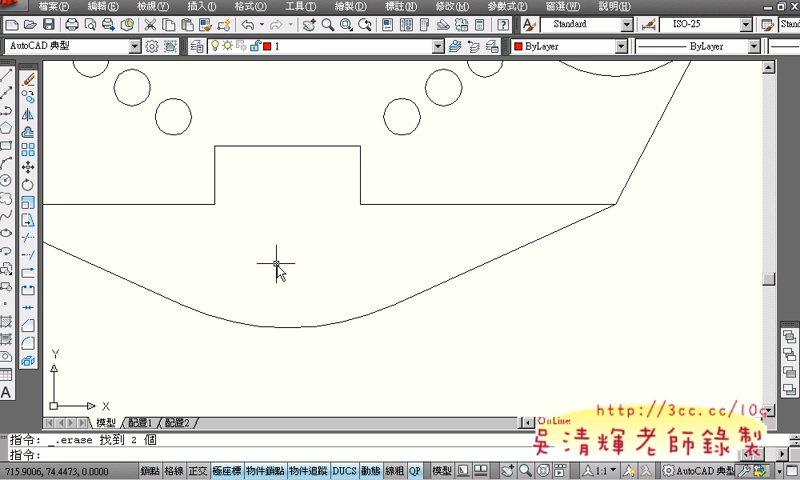 檔案(F) 編輯(E) 檢視(V) 插入(I) 格式(O) 工具(T) 繪製(D) 標註(N) 修改(M) 參數式(P) 視窗(W) 說明(H)
Standard ISO-25 Standard
AutoCAD 典型 1 ByLayer ByLayer
Y
X
模型 配置1 配置2
http://3cc.cc/10q
OnLine
吳清輝老師錄製
指令: _.erase 找到 2 個
指令:
715.9006, 74.4473, 0.0000 鎖點 格線 正交 極座標 物件鎖點 物件追蹤 DUCS 動態 線粗 QP 模型 1:1 AutoCAD 典型
A